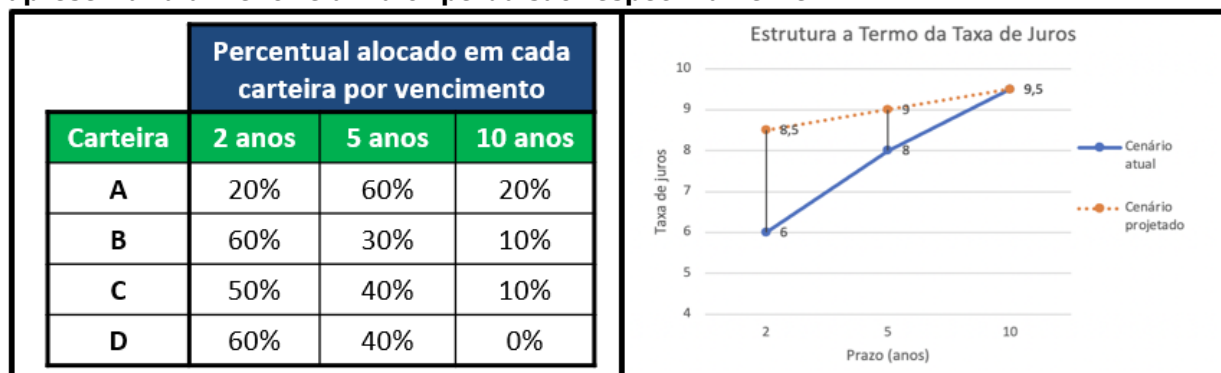 Percentual alocado em cada
carteira por vencimento
Carteira 2 anos 5 anos 10 anos
A 20% 60% 20%
B 60% 30% 10%
C 50% 40% 10%
D 60% 40% 0%
Estrutura a Termo da Taxa de Juros
10
9
8
7
6
5
4
Taxa de juros
8,5
9
9,5
6
8
2 5 10
Prazo (anos)
Cenário
atual
Cenário
projetado